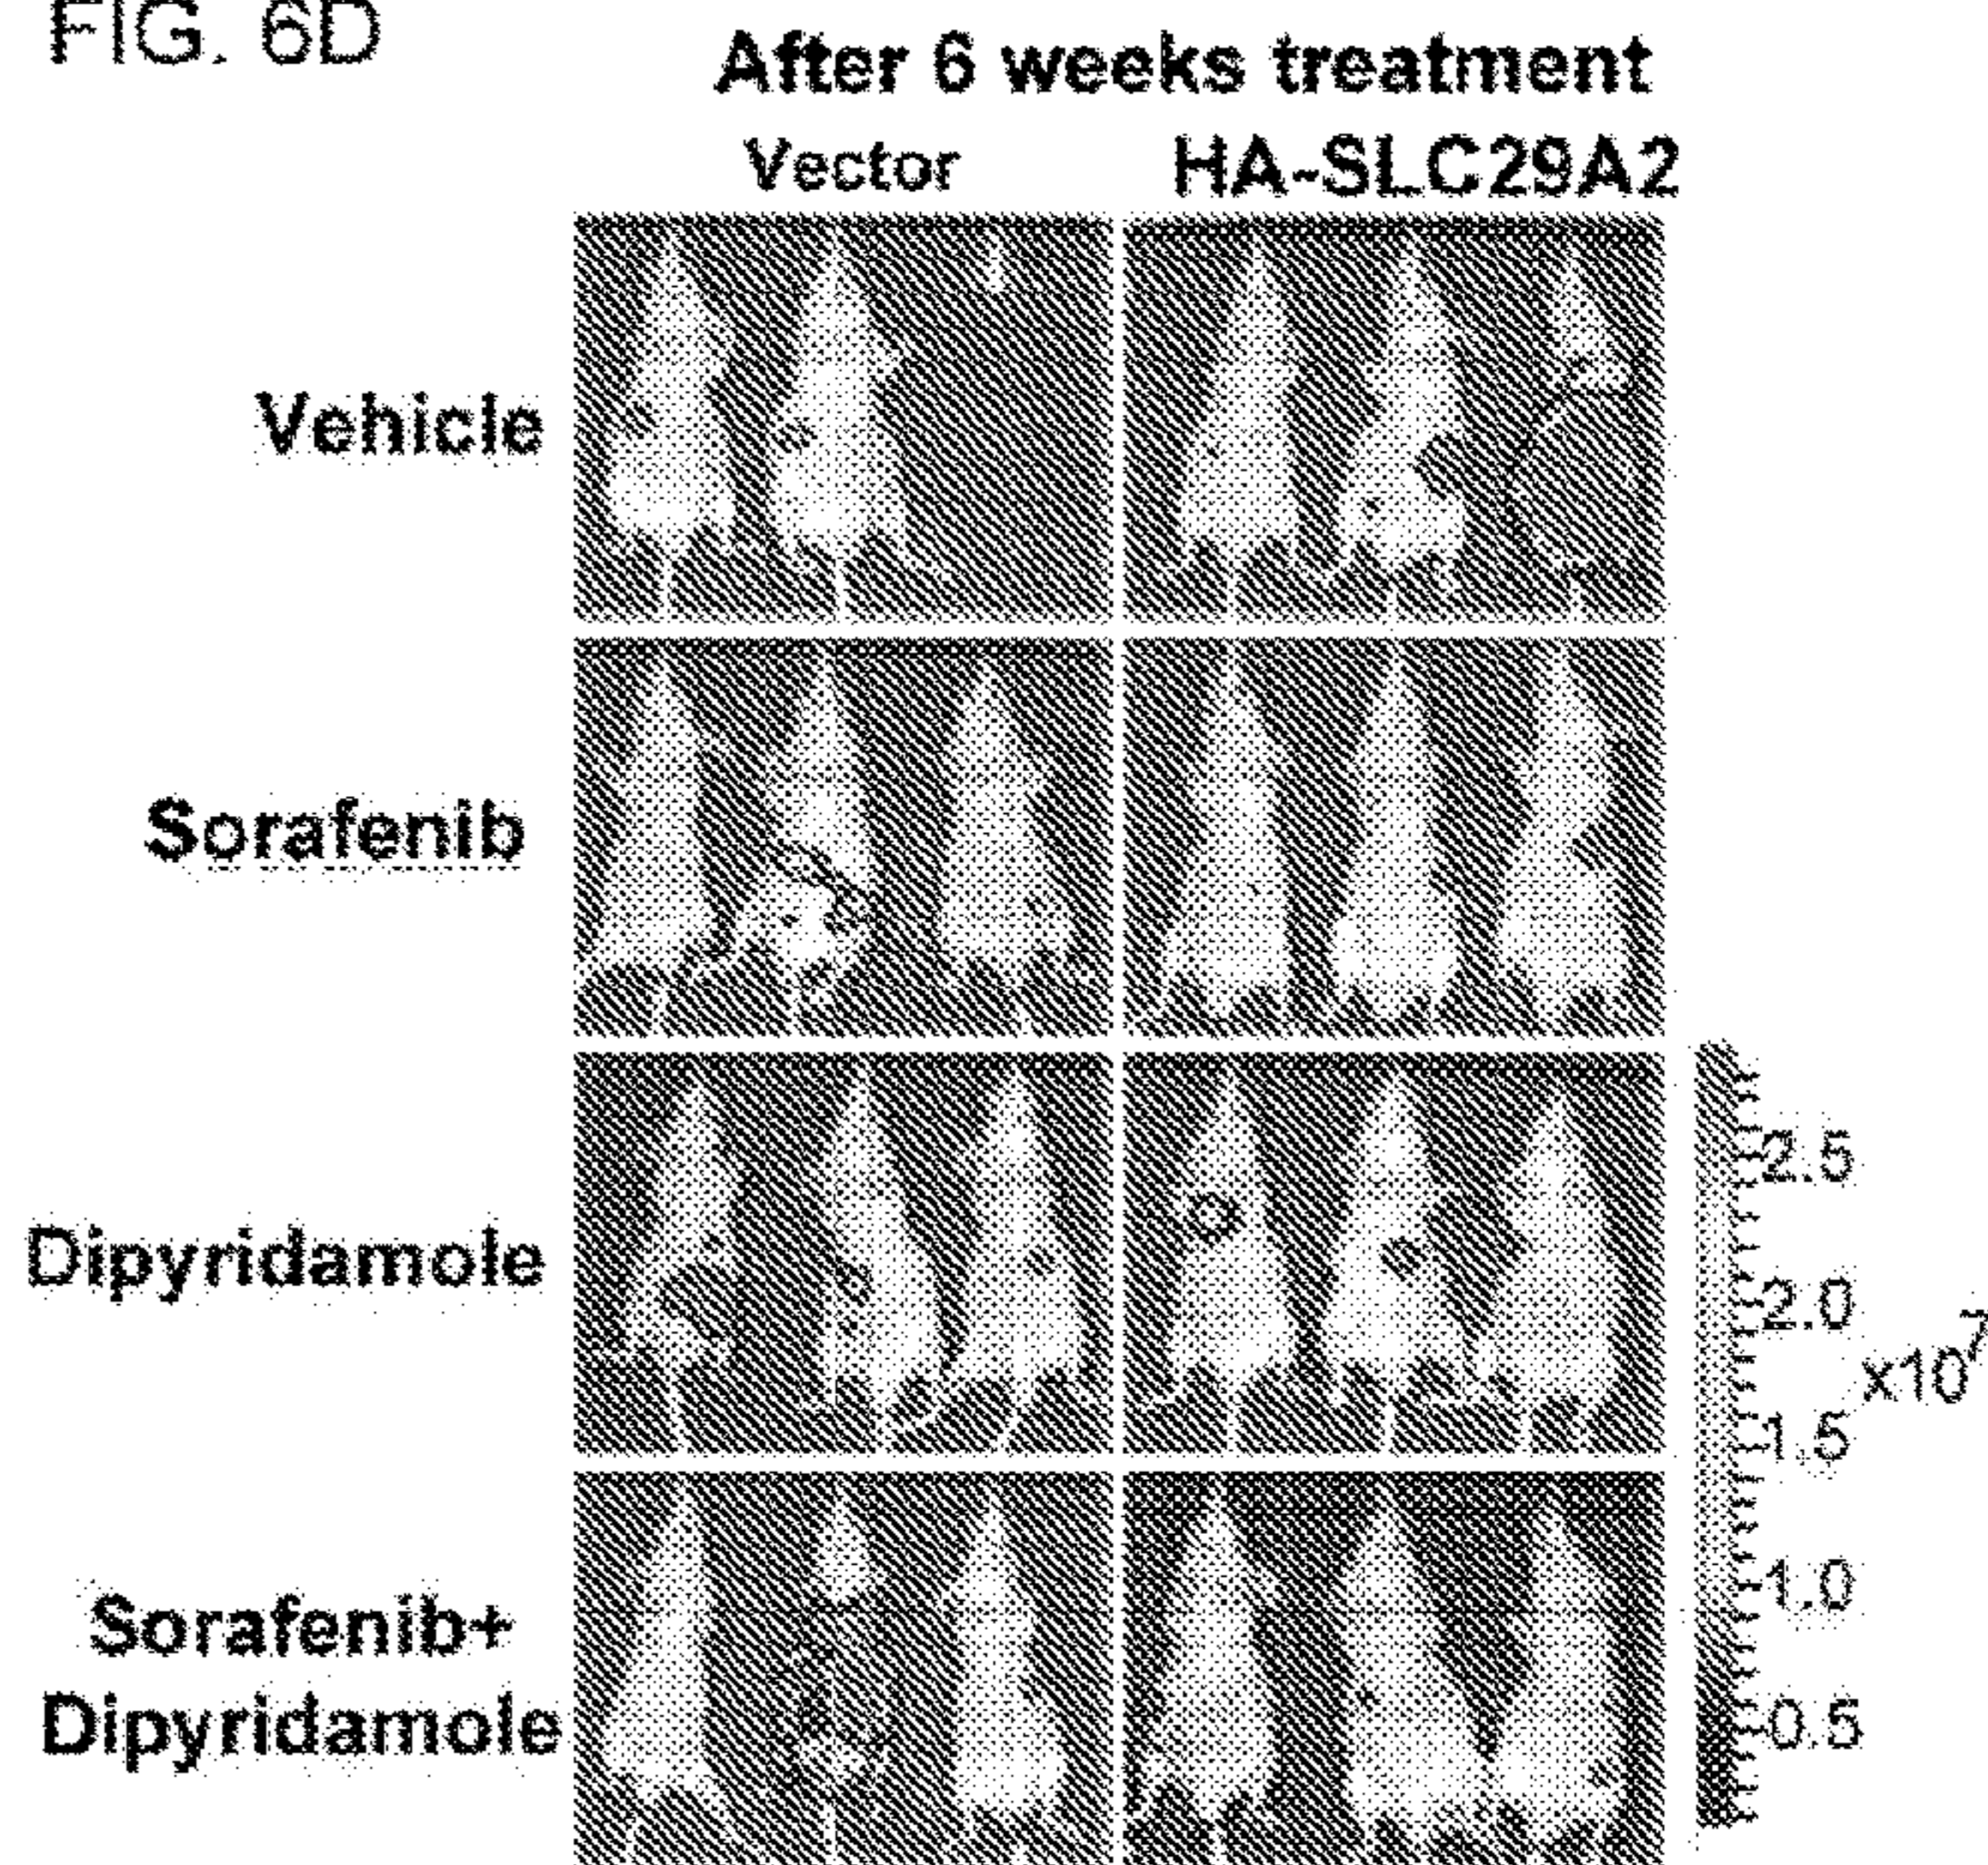 FIG. 6D
After 6 weeks treatment
Vector HA-SLC29A2
Vehicle
Sorafenib
Dipyridamole
2.5
2.0
x10⁷
1.5
1.0
Sorafenib+
Dipyridamole
0.5